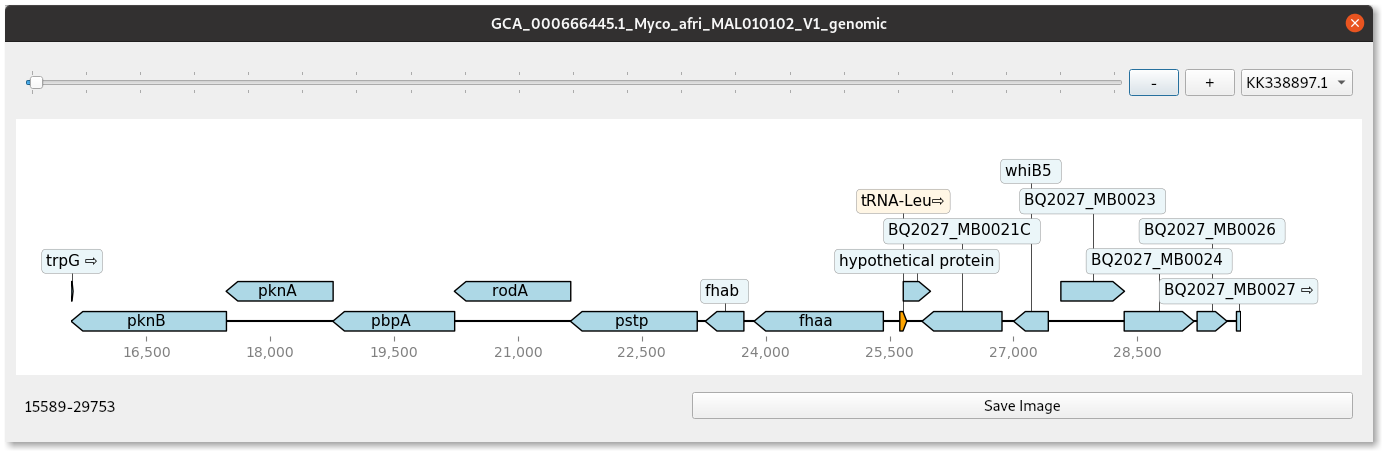 GCA_000666445.1_Myco_afri_MAL010102_V1_genomic
- + KK338897.1
whiB5
tRNA-Leu⇨ BQ2027_MB0023
BQ2027_MB0021C BQ2027_MB0026
trpG ⇨ hypothetical protein BQ2027_MB0024
pknA rodA fhab BQ2027_MB0027 ⇨
pknB pbpA pstp fhaa
16,500 18,000 19,500 21,000 22,500 24,000 25,500 27,000 28,500
15589-29753 Save Image